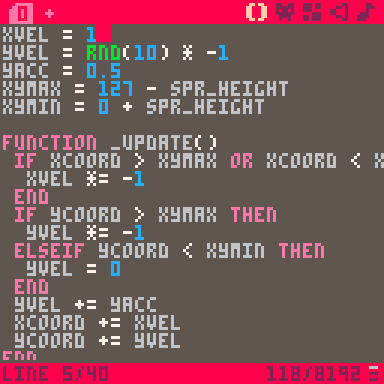 0 +
XVEL = 1
YVEL = RND(10) * -1
YACC = 0.5
XYMAX = 127 - SPR_HEIGHT
XYMIN = 0 + SPR_HEIGHT
FUNCTION _UPDATE()
IF XCOORD > XYMAX OR XCOORD < X
XVEL *= -1
END
IF YCOORD > XYMAX THEN
YVEL *= -1
ELSEIF YCOORD < XYMIN THEN
YVEL = 0
END
YVEL += YACC
XCOORD += XVEL
YCOORD += YVEL
END
LINE 5/40 118/8192